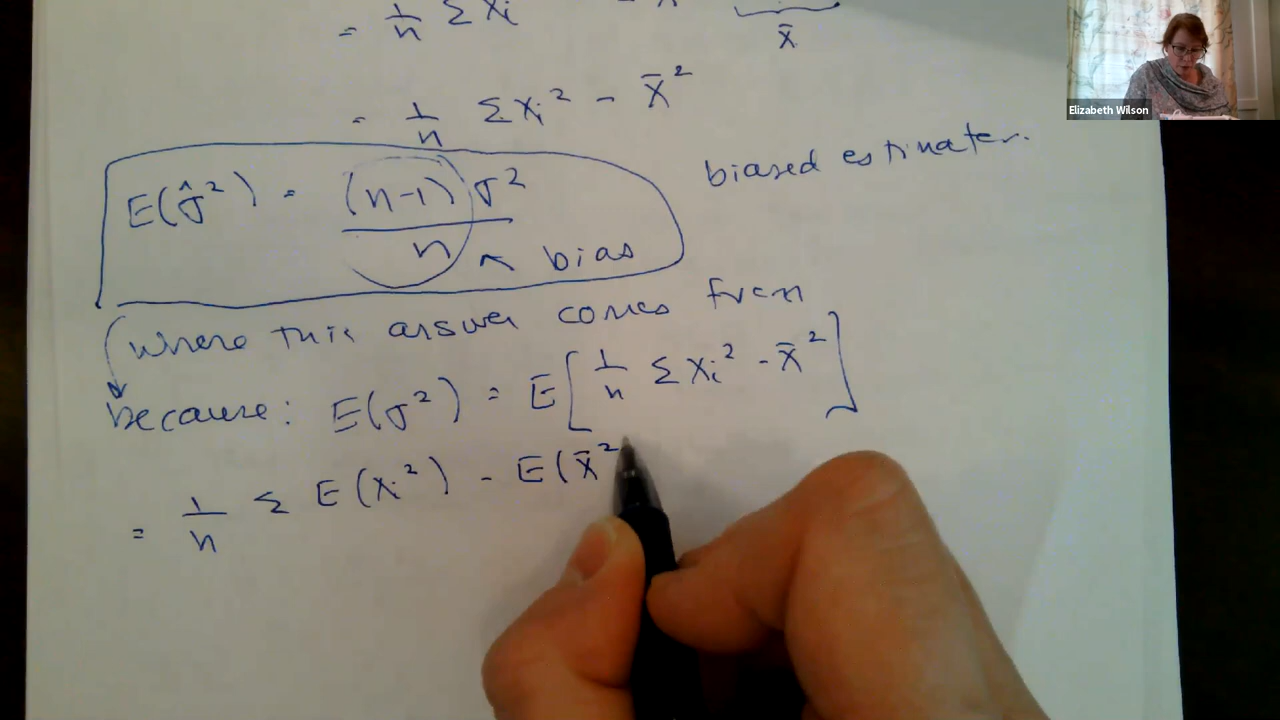 = 1/n Σ Xi
X̄
Elizabeth Wilson
= 1/n Σ Xi² - X̄²
biased estimater.
E(σ̂²) = (n-1)σ²/n ↖ bias
(where this answer comes from
because: E(σ²) = E[1/n Σ Xi² - X̄²]
= 1/n Σ E(Xi²) - E(X̄²